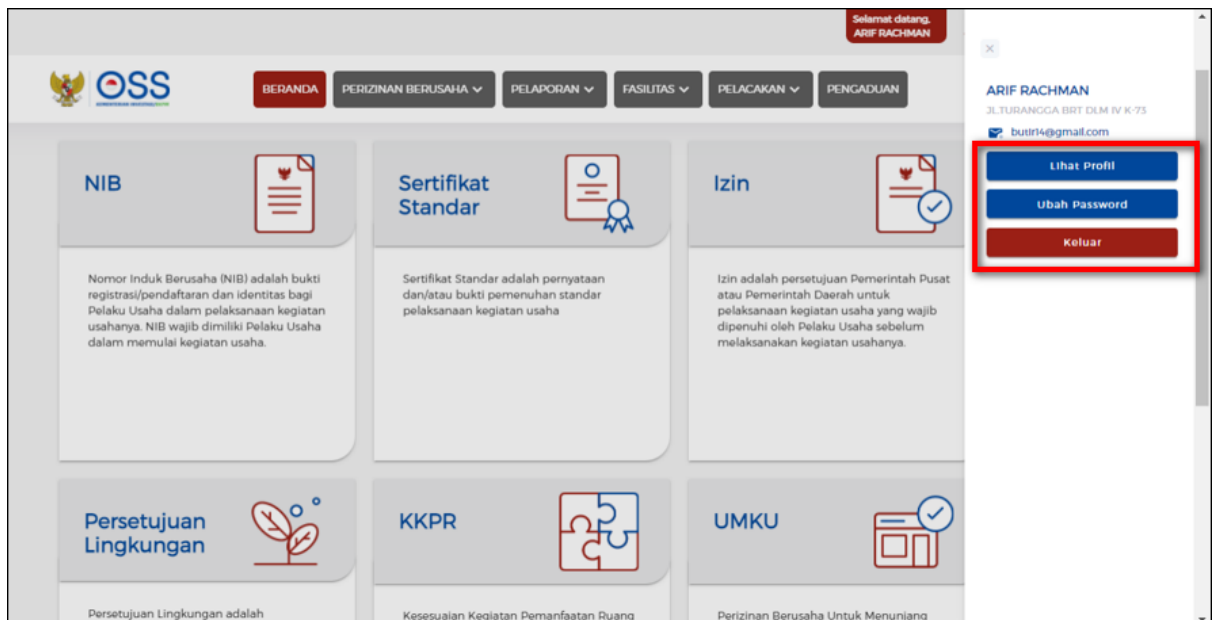 Selamat datang,
ARIF RACHMAN
OSS
BERANDA
PERIZINAN BERUSAHA
PELAPORAN
FASILITAS
PELACAKAN
PENGADUAN
ARIF RACHMAN
JL.TURANGGA BRT DLM IV K-73
butir14@gmail.com
Lihat Profil
Ubah Password
Keluar
NIB
Nomor Induk Berusaha (NIB) adalah bukti
registrasi/pendaftaran dan identitas bagi
Pelaku Usaha dalam pelaksanaan kegiatan
usahanya. NIB wajib dimiliki Pelaku Usaha
dalam memulai kegiatan usaha.
Sertifikat
Standar
Sertifikat Standar adalah pernyataan
dan/atau bukti pemenuhan standar
pelaksanaan kegiatan usaha
Izin
Izin adalah persetujuan Pemerintah Pusat
atau Pemerintah Daerah untuk
pelaksanaan kegiatan usaha yang wajib
dipenuhi oleh Pelaku Usaha sebelum
melaksanakan kegiatan usahanya.
Persetujuan
Lingkungan
Persetujuan Lingkungan adalah
KKPR
Kesesuaian Kegiatan Pemanfaatan Ruang
UMKU
Perizinan Berusaha Untuk Menunjang